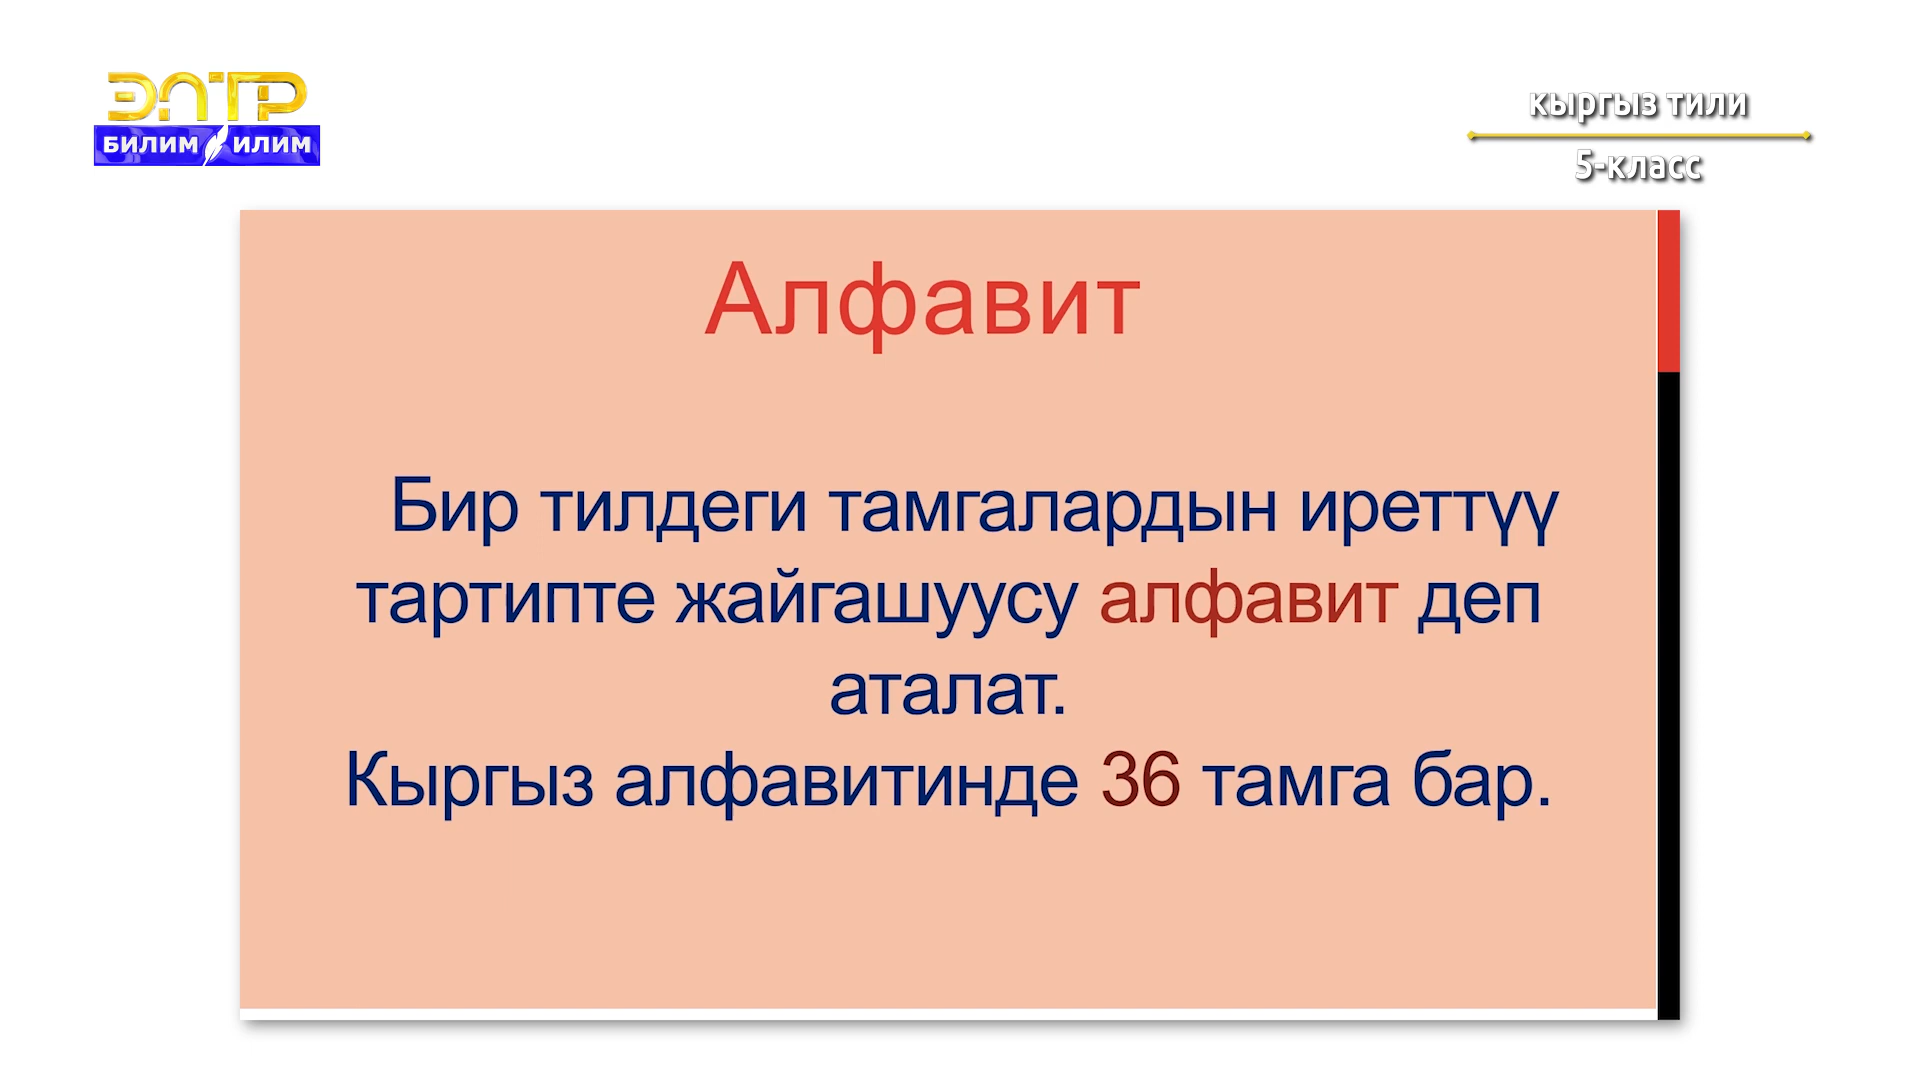 ЭЛТР
БИЛИМ ИЛИМ
кыргыз тили
5-класс
Алфавит
Бир тилдеги тамгалардын иреттүү
тартипте жайгашуусу алфавит деп
аталат.
Кыргыз алфавитинде 36 тамга бар.